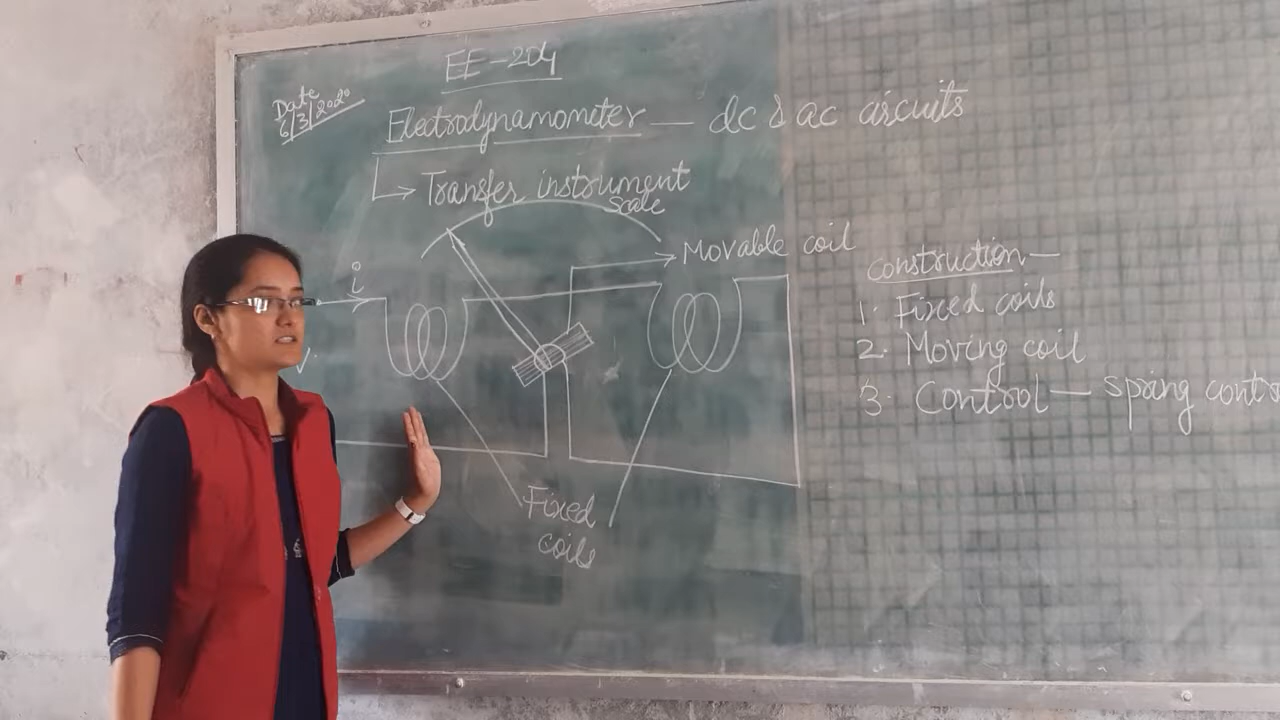 EE-204
Date
6/3/2020
Electrodynamometer — dc & ac circuits
↳ Transfer instrument
scale
Movable coil
i
V
Fixed
coils
construction —
1. Fixed coils
2. Moving coil
3. Control — spring